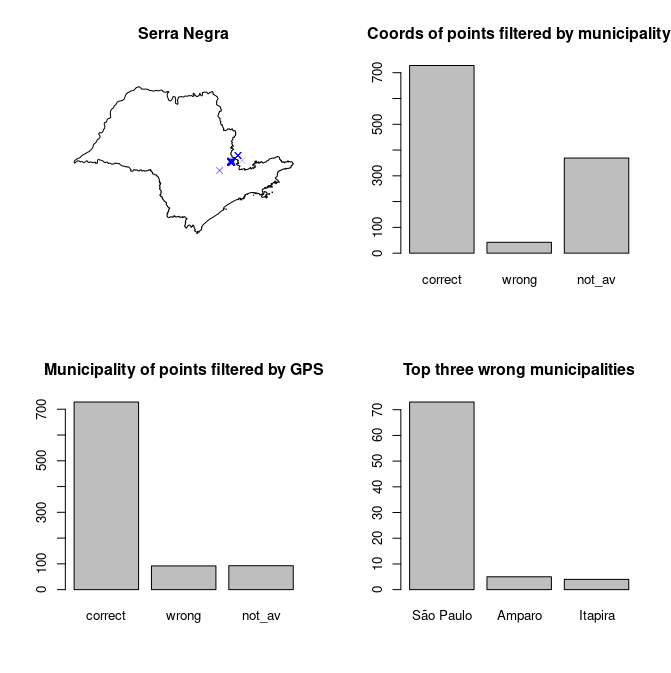 Serra Negra
Coords of points filtered by municipality
700
500
300
100
0
correct wrong not_av
Municipality of points filtered by GPS
700
500
300
100
0
correct wrong not_av
Top three wrong municipalities
70
60
50
40
30
20
10
0
São Paulo Amparo Itapira